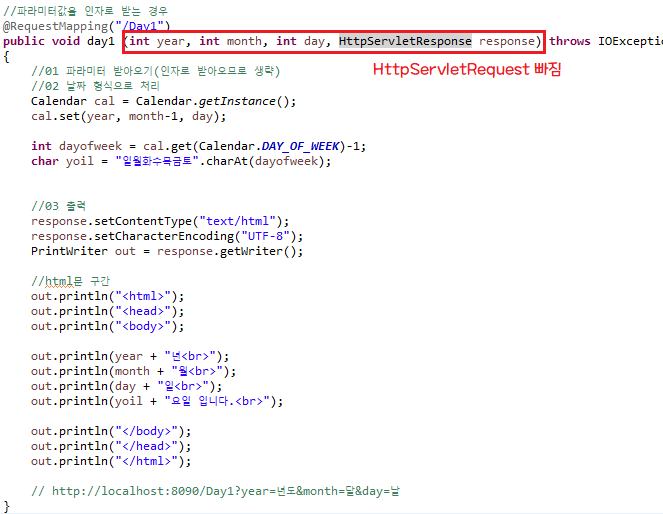 //파라미터값을 인자로 받는 경우
@RequestMapping("/Day1")
public void day1 (int year, int month, int day, HttpServletResponse response) throws IOExceptio
HttpServletRequest 빠짐
{
//01 파라미터 받아오기(인자로 받아오므로 생략)
//02 날짜 형식으로 처리
Calendar cal = Calendar.getInstance();
cal.set(year, month-1, day);
int dayofweek = cal.get(Calendar.DAY_OF_WEEK)-1;
char yoil = "일월화수목금토".charAt(dayofweek);
//03 출력
response.setContentType("text/html");
response.setCharacterEncoding("UTF-8");
PrintWriter out = response.getWriter();
//html문 구간
out.println("<html>");
out.println("<head>");
out.println("<body>");
out.println(year + "년<br>");
out.println(month + "월<br>");
out.println(day + "일<br>");
out.println(yoil + "요일 입니다.<br>");
out.println("</body>");
out.println("</head>");
out.println("</html>");
// http://localhost:8090/Day1?year=년도&month=달&day=날
}